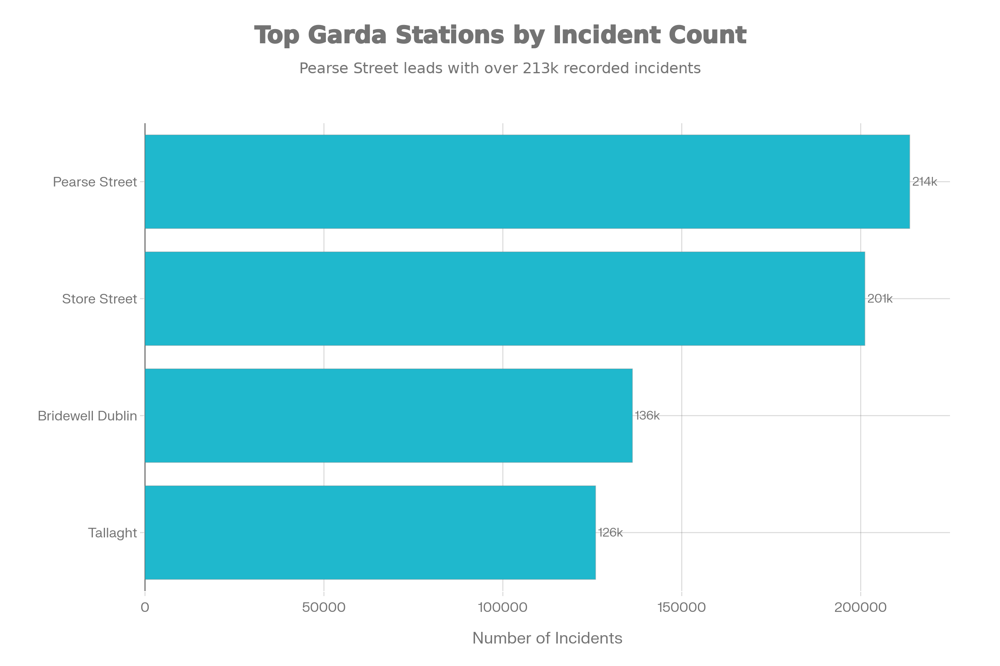 Top Garda Stations by Incident Count
Pearse Street leads with over 213k recorded incidents
Pearse Street
214k
Store Street
201k
Bridewell Dublin
136k
Tallaght
126k
0 50000 100000 150000 200000
Number of Incidents